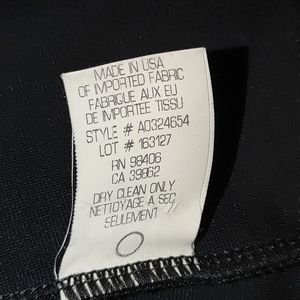 MADE IN USA
OF IMPORTED FABRIC
FABRIQUE AUX EU
DE IMPORTEE TISSU
STYLE # A0324654
LOT # 163127
RN 98406
CA 39862
DRY CLEAN ONLY
NETTOYAGE A SEC
SEULEMENT